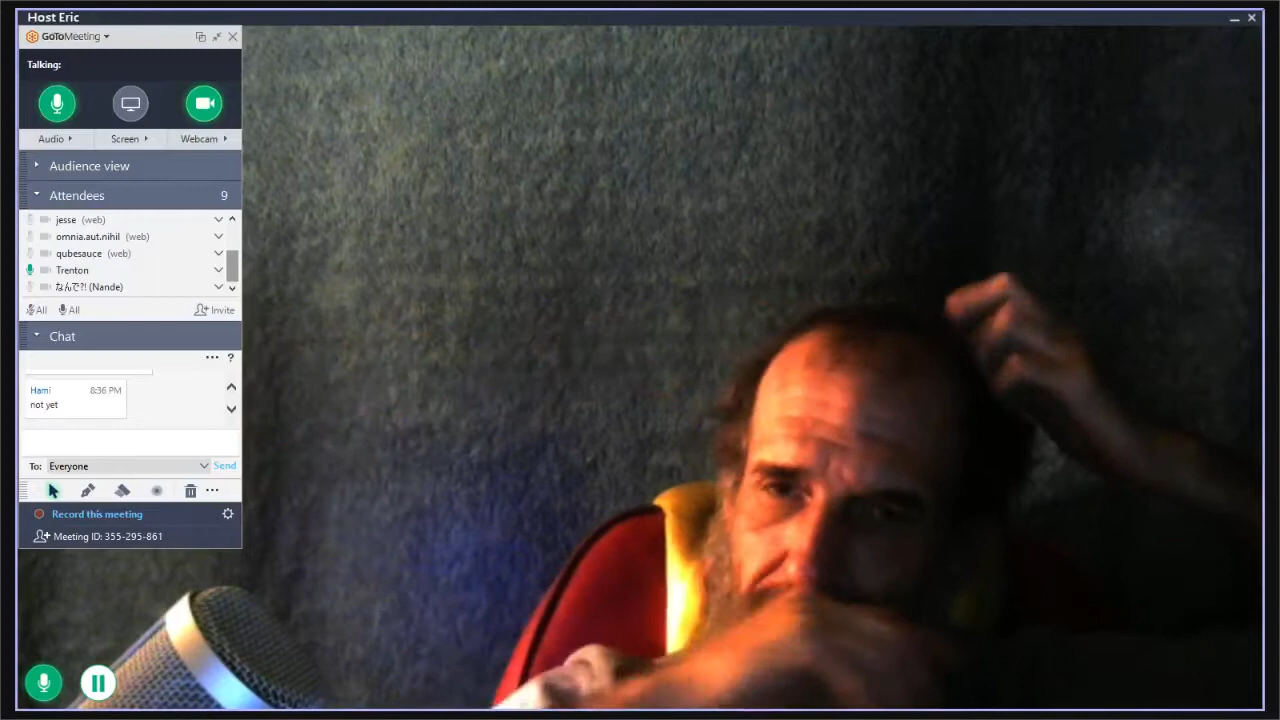 Host Eric
GoToMeeting
Talking:
Audio
Screen
Webcam
Audience view
Attendees 9
jesse (web)
omnia.aut.nihil (web)
qubesauce (web)
Trenton
なんで?! (Nande)
All
All
Invite
Chat
?
Hami 8:36 PM
not yet
To: Everyone Send
Record this meeting
Meeting ID: 355-295-861